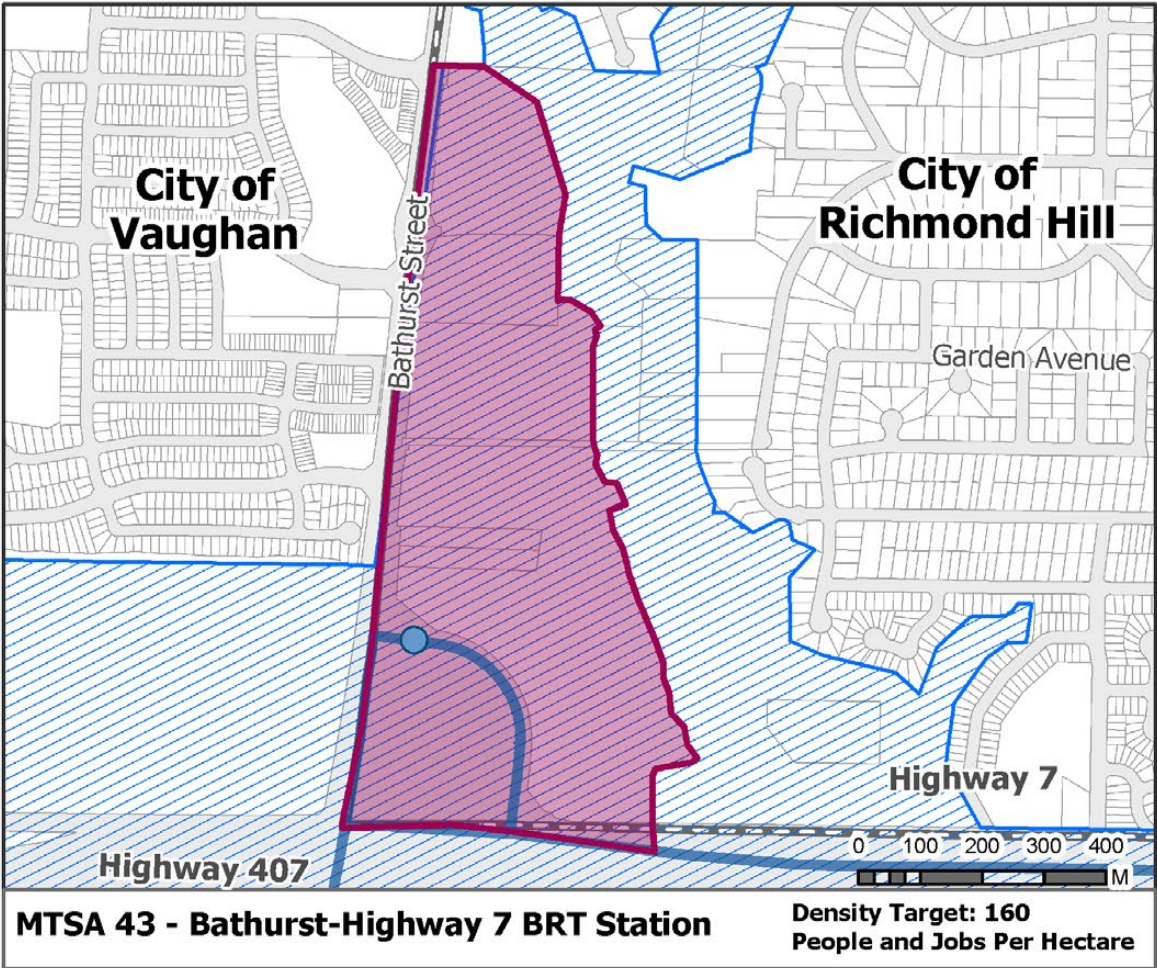 City of
Vaughan
City of
Richmond Hill
Bathurst Street
Garden Avenue
Highway 7
0 100 200 300 400
M
Highway 407
MTSA 43 - Bathurst-Highway 7 BRT Station
Density Target: 160
People and Jobs Per Hectare